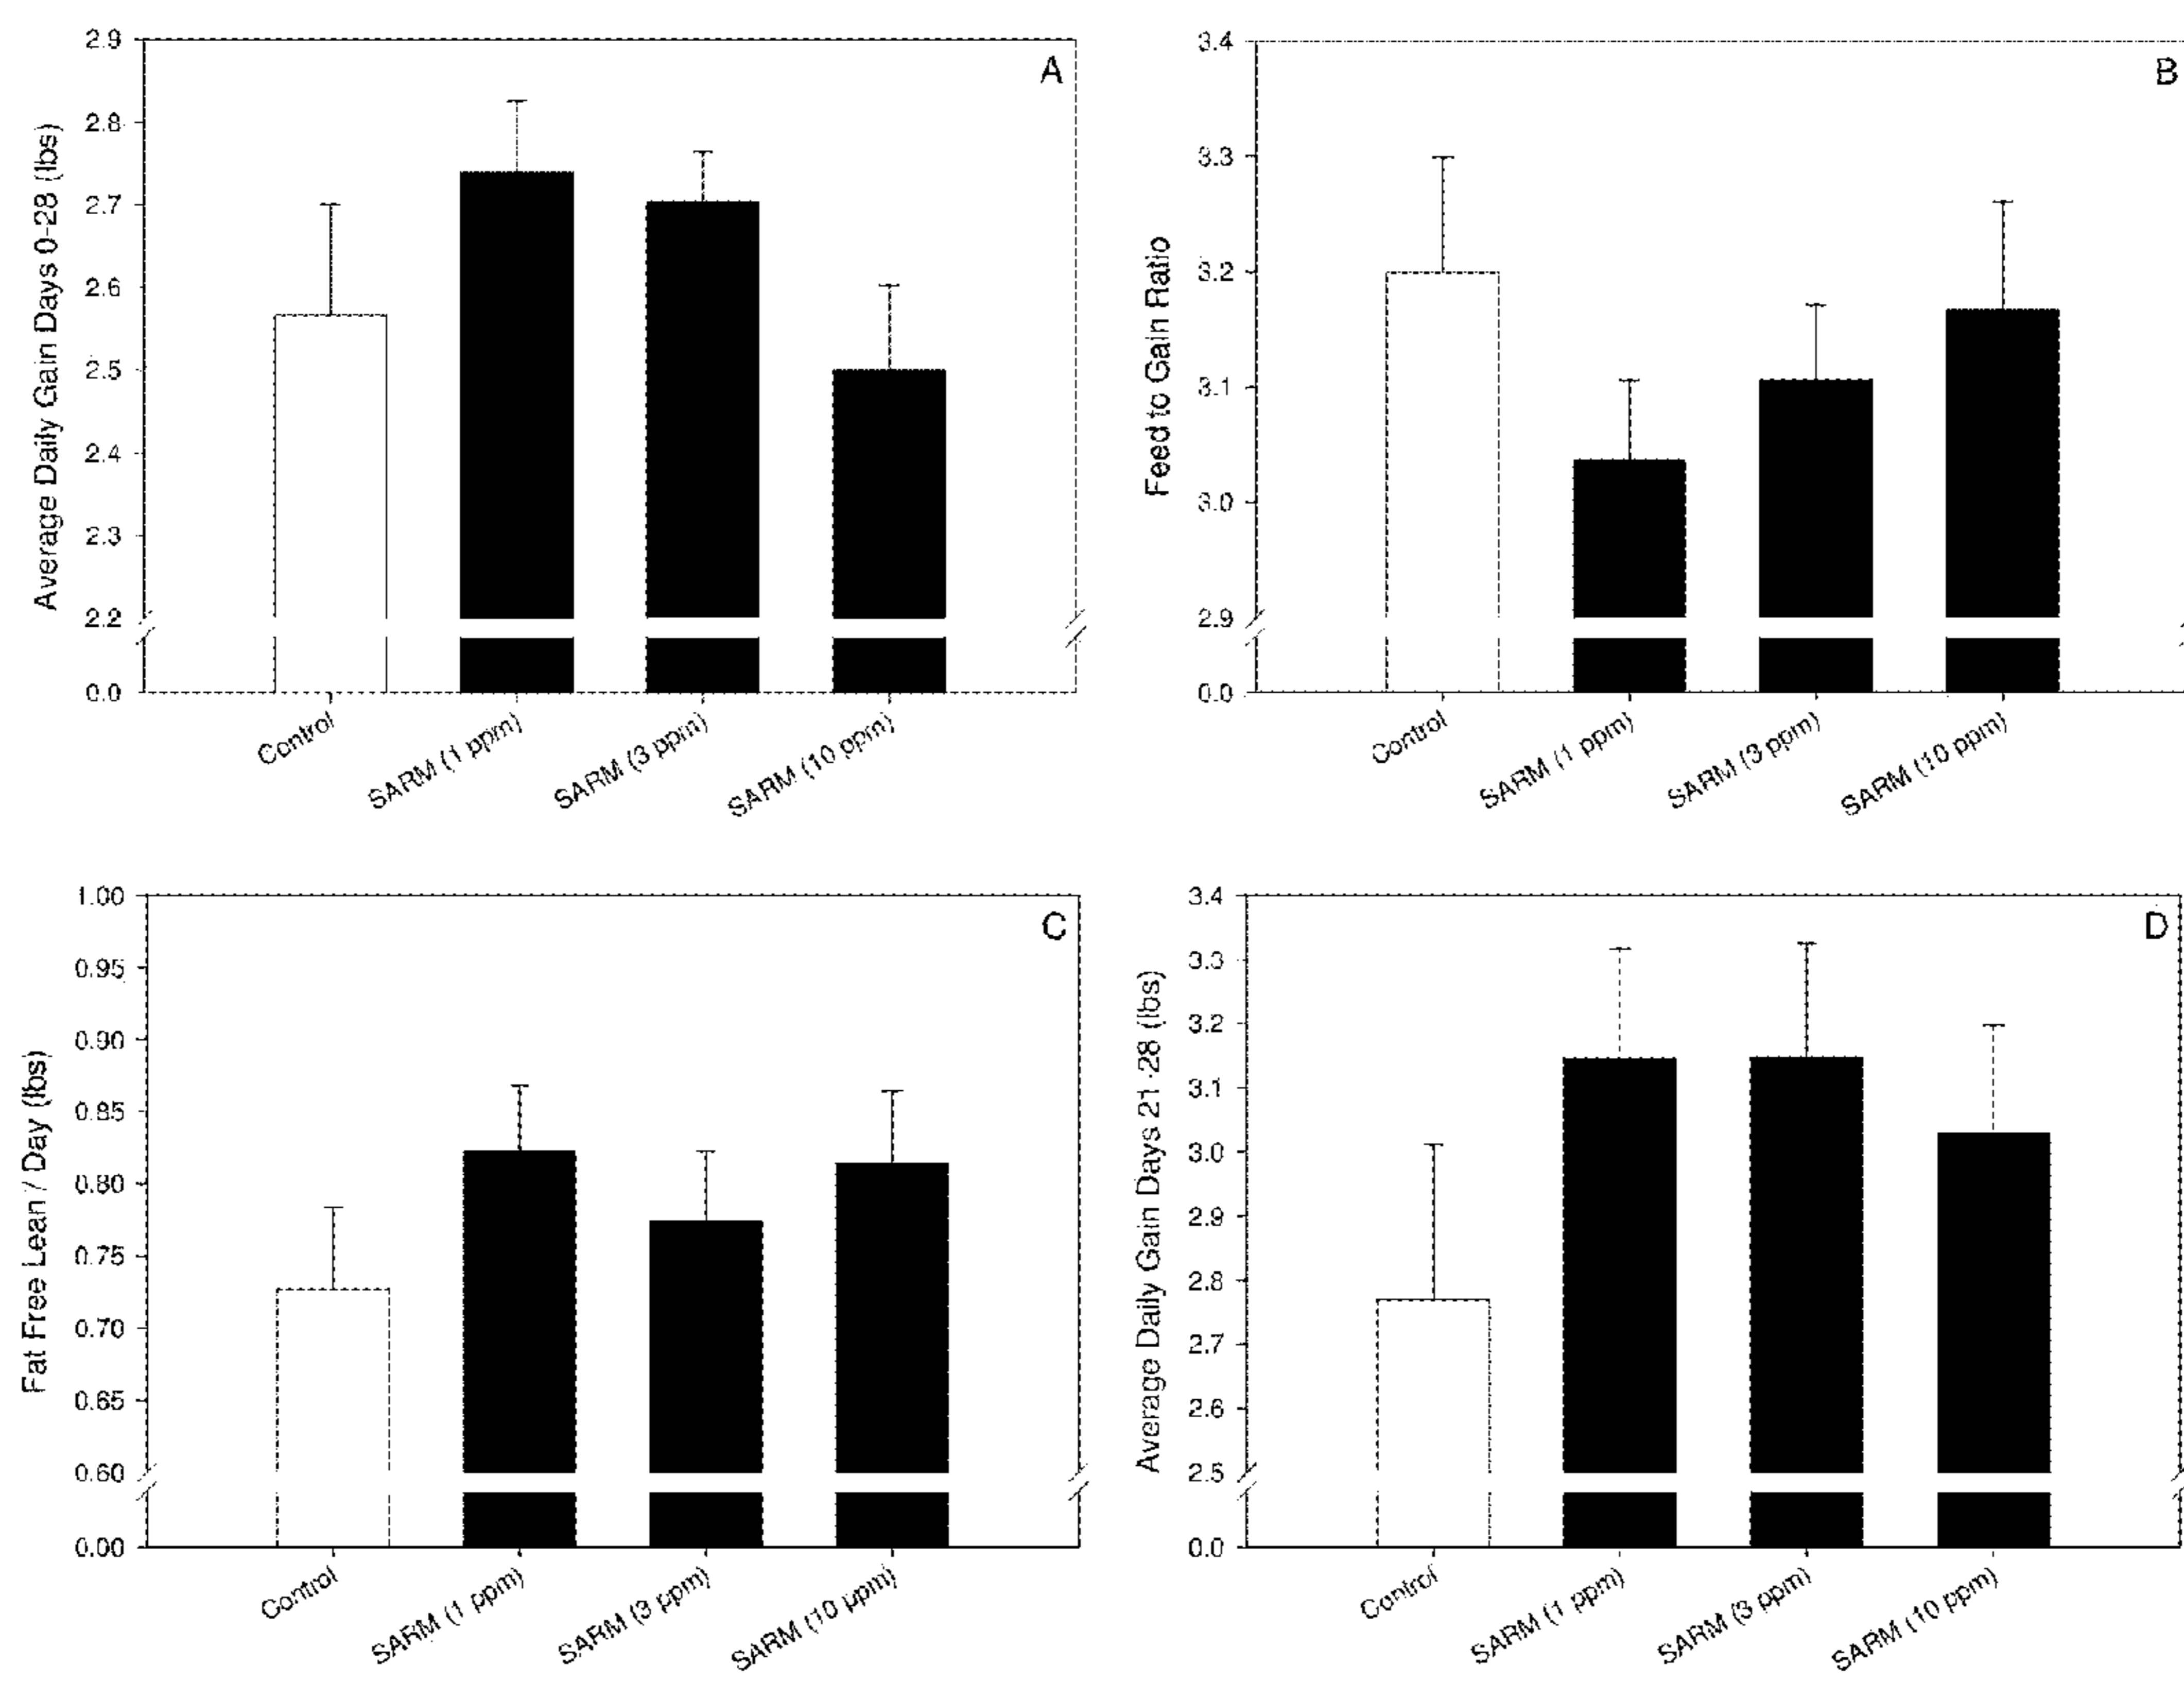 A
Average Daily Gain Days 0-28 (lbs)
2.9
2.8
2.7
2.6
2.5
2.4
2.3
2.2
0.0
Control
SARM (1 ppm)
SARM (3 ppm)
SARM (10 ppm)
B
Feed to Gain Ratio
3.4
3.3
3.2
3.1
3.0
2.9
0.0
Control
SARM (1 ppm)
SARM (3 ppm)
SARM (10 ppm)
C
Fat Free Lean / Day (lbs)
1.00
0.95
0.90
0.85
0.80
0.75
0.70
0.65
0.60
0.00
Control
SARM (1 ppm)
SARM (3 ppm)
SARM (10 ppm)
D
Average Daily Gain Days 21-28 (lbs)
3.4
3.3
3.2
3.1
3.0
2.9
2.8
2.7
2.6
2.5
0.0
Control
SARM (1 ppm)
SARM (3 ppm)
SARM (10 ppm)